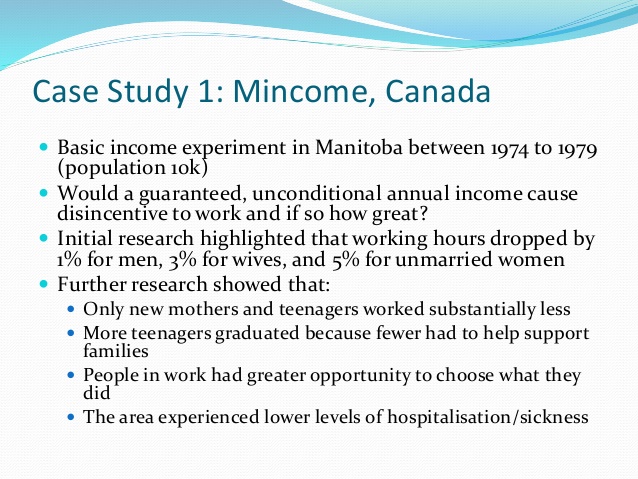 Case Study 1: Mincome, Canada
Basic income experiment in Manitoba between 1974 to 1979
(population 10k)
Would a guaranteed, unconditional annual income cause
disincentive to work and if so how great?
Initial research highlighted that working hours dropped by
1% for men, 3% for wives, and 5% for unmarried women
Further research showed that:
Only new mothers and teenagers worked substantially less
More teenagers graduated because fewer had to help support
families
People in work had greater opportunity to choose what they
did
The area experienced lower levels of hospitalisation/sickness